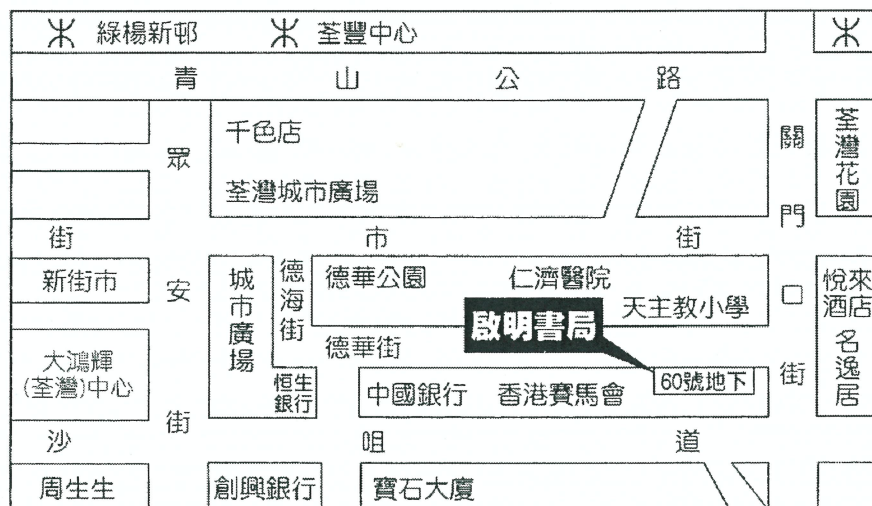 綠楊新邨
荃豐中心
青山公路
千色店
荃灣城市廣場
眾安街
關門口街
荃灣花園
街市街
新街市
城市廣場
德海街
德華公園
仁濟醫院
天主教小學
悅來酒店
名逸居
啟明書局
德華街
大鴻輝
(荃灣)中心
恒生
銀行
中國銀行
香港賽馬會
60號地下
沙咀道
周生生
創興銀行
寶石大廈